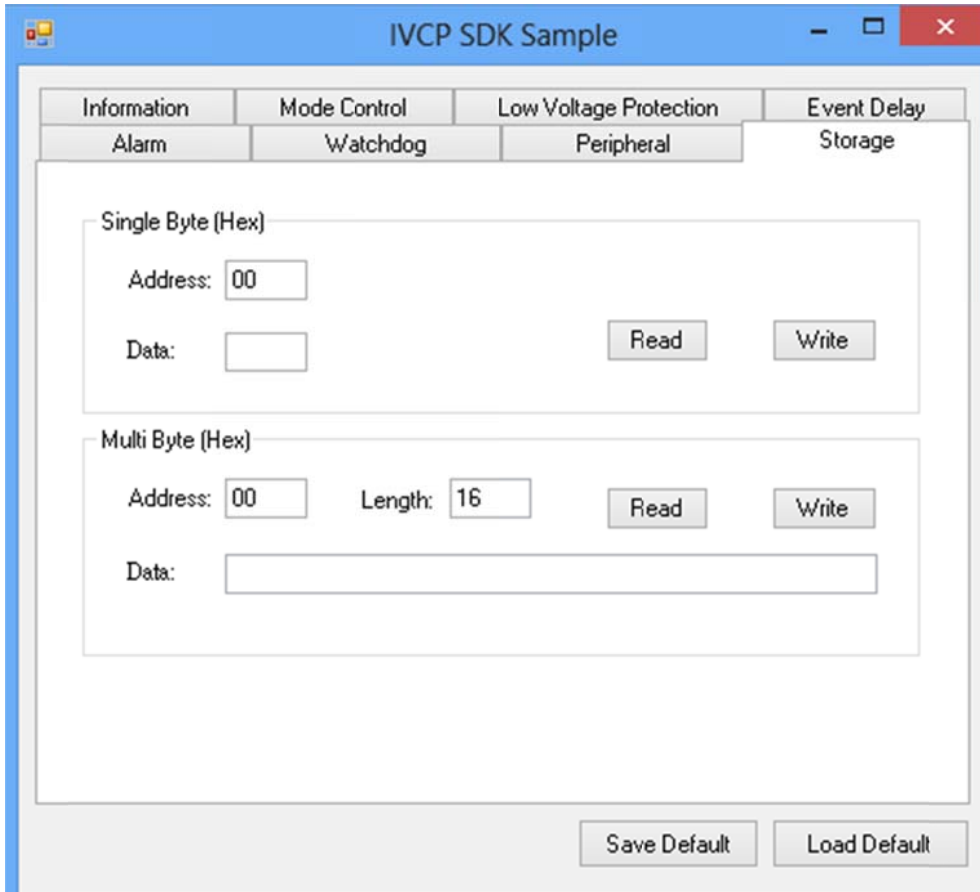 IVCP SDK Sample
Information Mode Control Low Voltage Protection Event Delay
Alarm Watchdog Peripheral Storage
Single Byte (Hex)
Address: 00
Data: Read Write
Multi Byte (Hex)
Address: 00 Length: 16 Read Write
Data:
Save Default Load Default